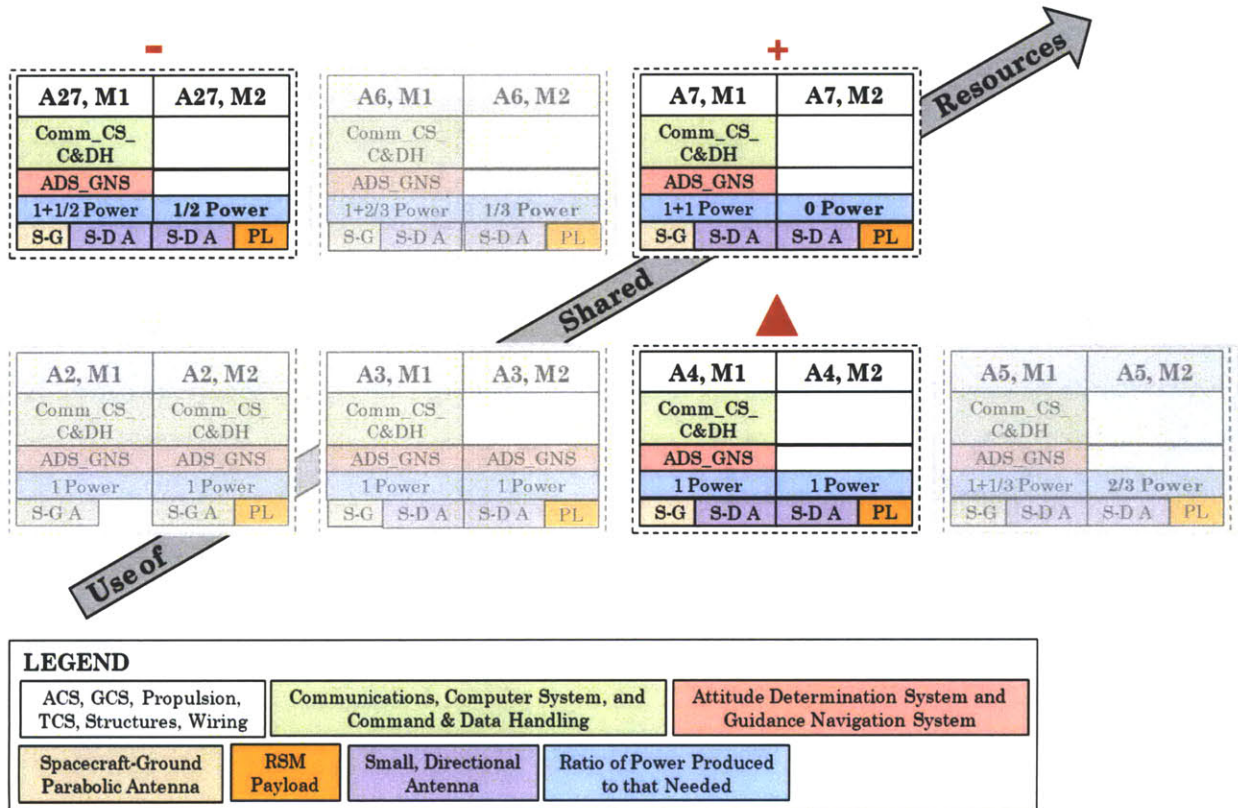 -
+
Use of Shared Resources
A27, M1 A27, M2
Comm_CS_
C&DH
ADS_GNS
1+1/2 Power 1/2 Power
S-G S-D A S-D A PL
A6, M1 A6, M2
Comm_CS_
C&DH
ADS_GNS
1+2/3 Power 1/3 Power
S-G S-D A S-D A PL
A7, M1 A7, M2
Comm_CS_
C&DH
ADS_GNS
1+1 Power 0 Power
S-G S-D A S-D A PL
A2, M1 A2, M2
Comm_CS_ Comm_CS_
C&DH C&DH
ADS_GNS ADS_GNS
1 Power 1 Power
S-G A S-G A PL
A3, M1 A3, M2
Comm_CS_
C&DH
ADS_GNS ADS_GNS
1 Power 1 Power
S-G S-D A S-D A PL
A4, M1 A4, M2
Comm_CS_
C&DH
ADS_GNS
1 Power 1 Power
S-G S-D A S-D A PL
A5, M1 A5, M2
Comm_CS_
C&DH
ADS_GNS
1+1/3 Power 2/3 Power
S-G S-D A S-D A PL
LEGEND
ACS, GCS, Propulsion,
TCS, Structures, Wiring
Communications, Computer System, and
Command & Data Handling
Attitude Determination System and
Guidance Navigation System
Spacecraft-Ground
Parabolic Antenna
RSM
Payload
Small, Directional
Antenna
Ratio of Power Produced
to that Needed